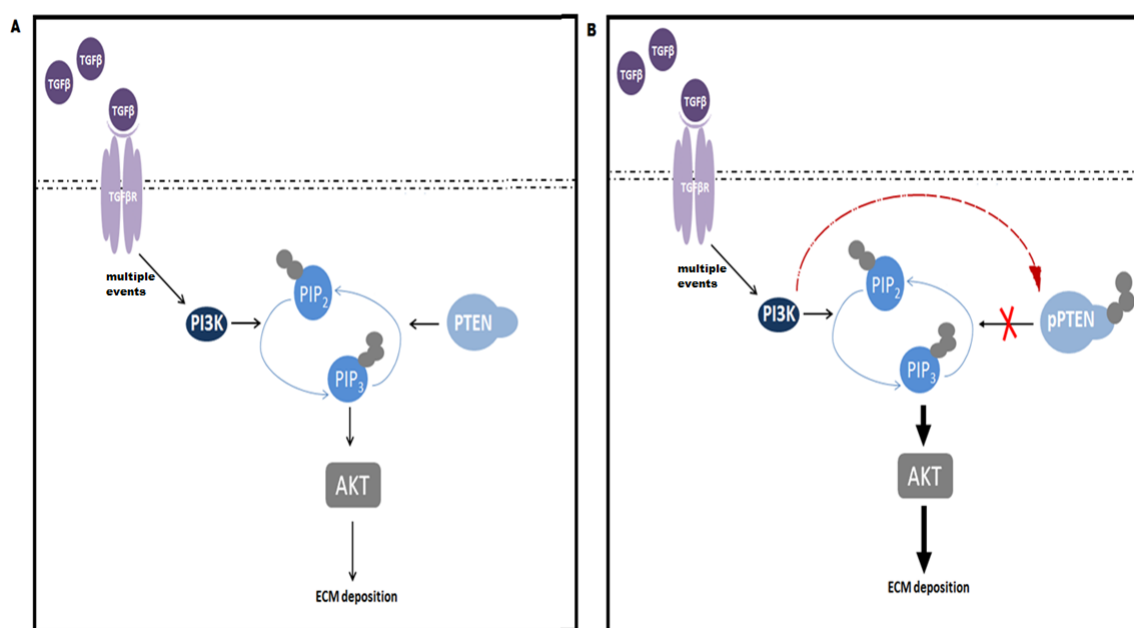 A
TGFβ
TGFβ
TGFβ
TGFβR
multiple
events
PI3K
PIP2
PTEN
PIP3
AKT
ECM deposition
B
TGFβ
TGFβ
TGFβ
TGFβR
multiple
events
PI3K
PIP2
pPTEN
PIP3
AKT
ECM deposition